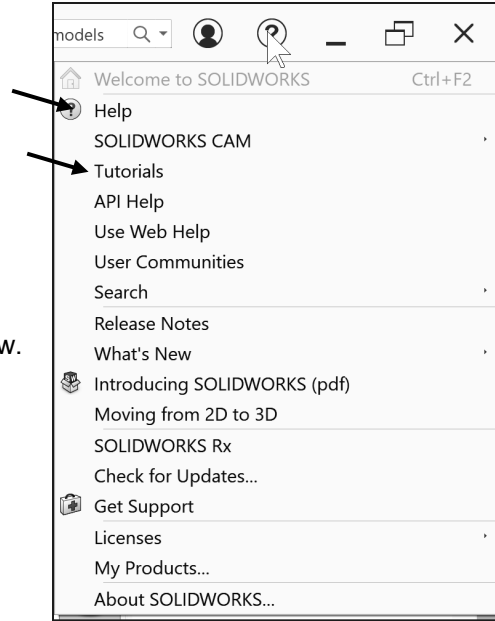 models
Welcome to SOLIDWORKS Ctrl+F2
Help
SOLIDWORKS CAM
Tutorials
API Help
Use Web Help
User Communities
Search
Release Notes
w.
What's New
Introducing SOLIDWORKS (pdf)
Moving from 2D to 3D
SOLIDWORKS Rx
Check for Updates...
Get Support
Licenses
My Products...
About SOLIDWORKS...